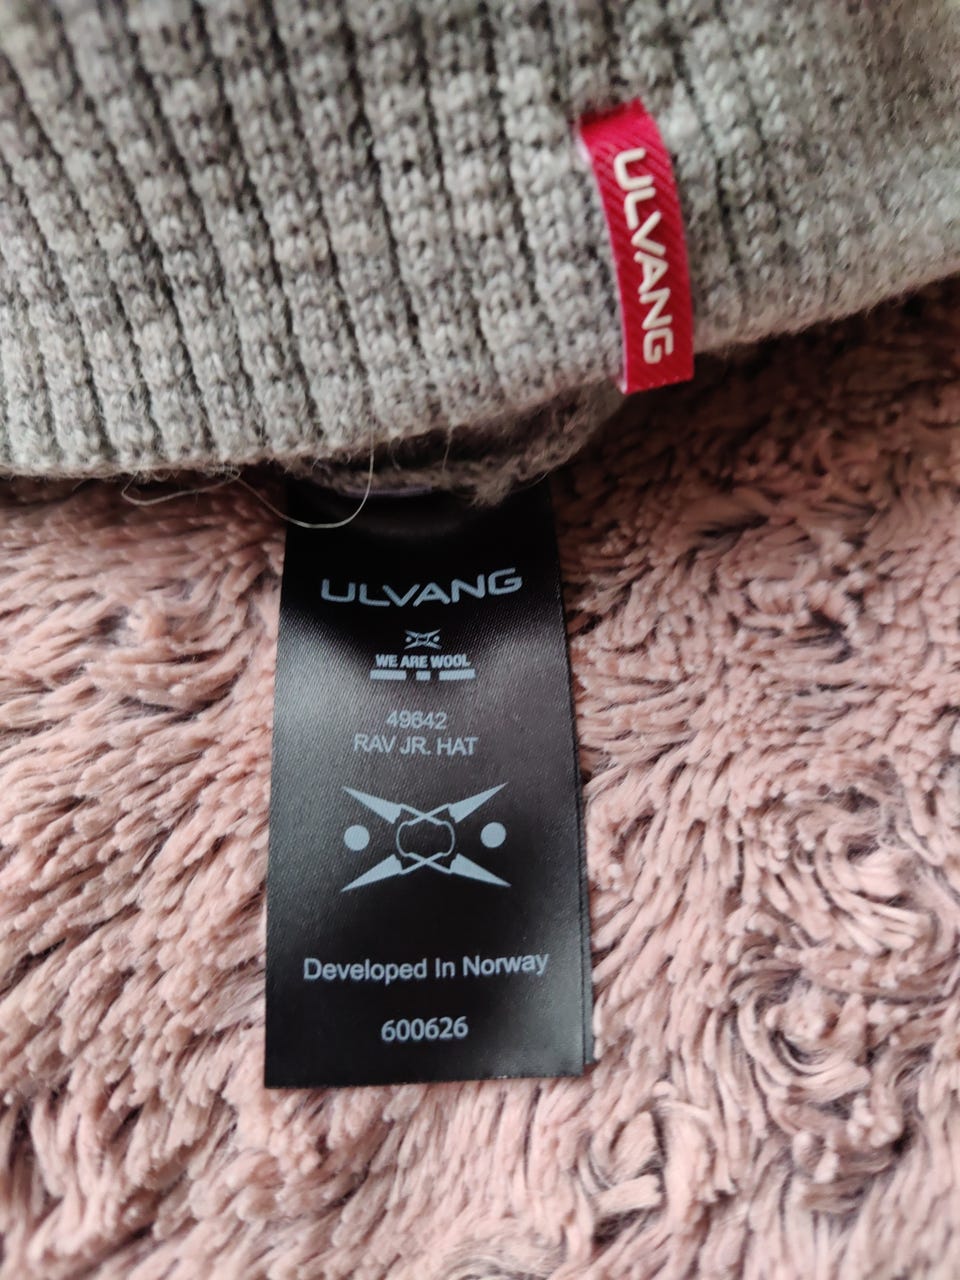 ULVANG
ULVANG
WE ARE WOOL
49642
RAV JR. HAT
Developed In Norway
600626